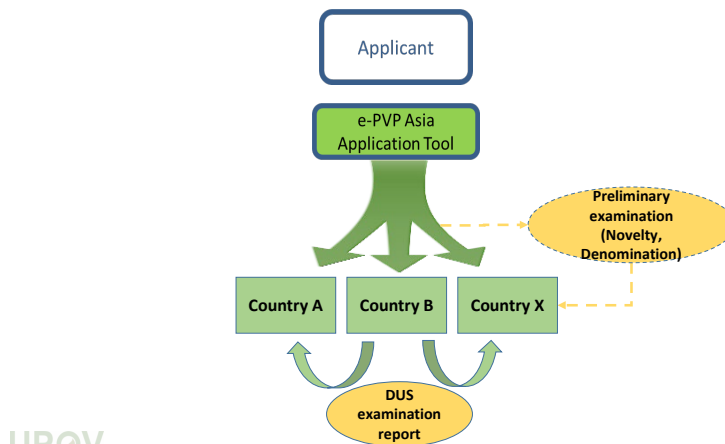 Applicant
e-PVP Asia
Application Tool
Preliminary
examination
(Novelty,
Denomination)
Country A
Country B
Country X
DUS
examination
report